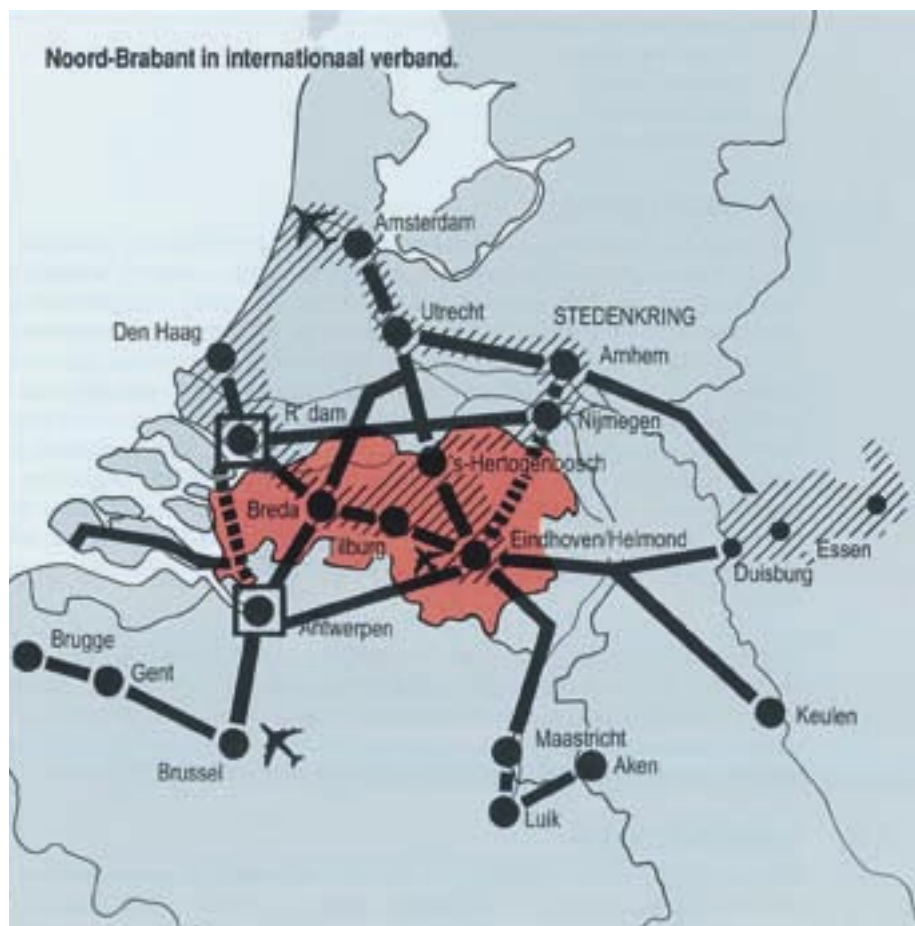 Noord-Brabant in internationaal verband.
Amsterdam
Utrecht
STEDENKRING
Den Haag
Arnhem
R' dam
Nijmegen
's-Hertogenbosch
Breda
Tilburg
Eindhoven/Helmond
Essen
Duisburg
Antwerpen
Brugge
Gent
Keulen
Maastricht
Brussel
Aken
Luik